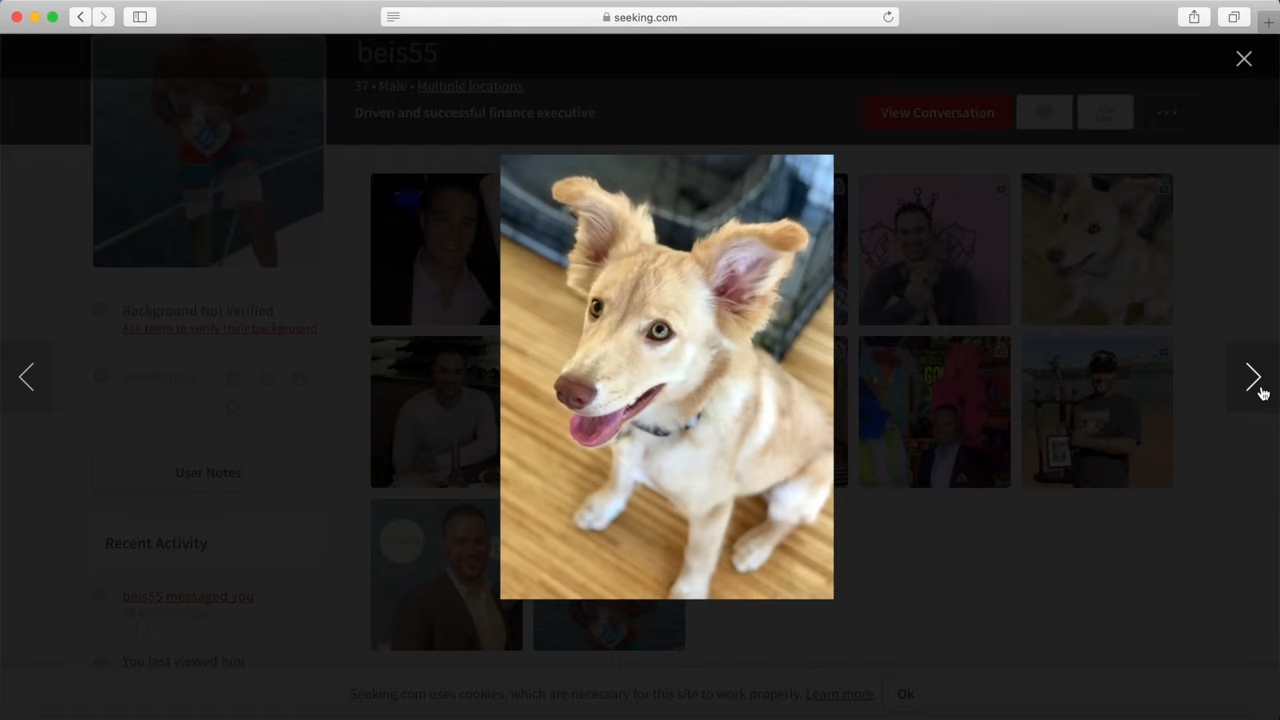 seeking.com
beis55
37 • Male • Multiple locations
Driven and successful finance executive
View Conversation
Background Not Verified
Ask them to verify their background
User Notes
Recent Activity
beis55 messaged you
You last viewed him
Seeking.com uses cookies, which are necessary for this site to work properly. Learn more
Ok